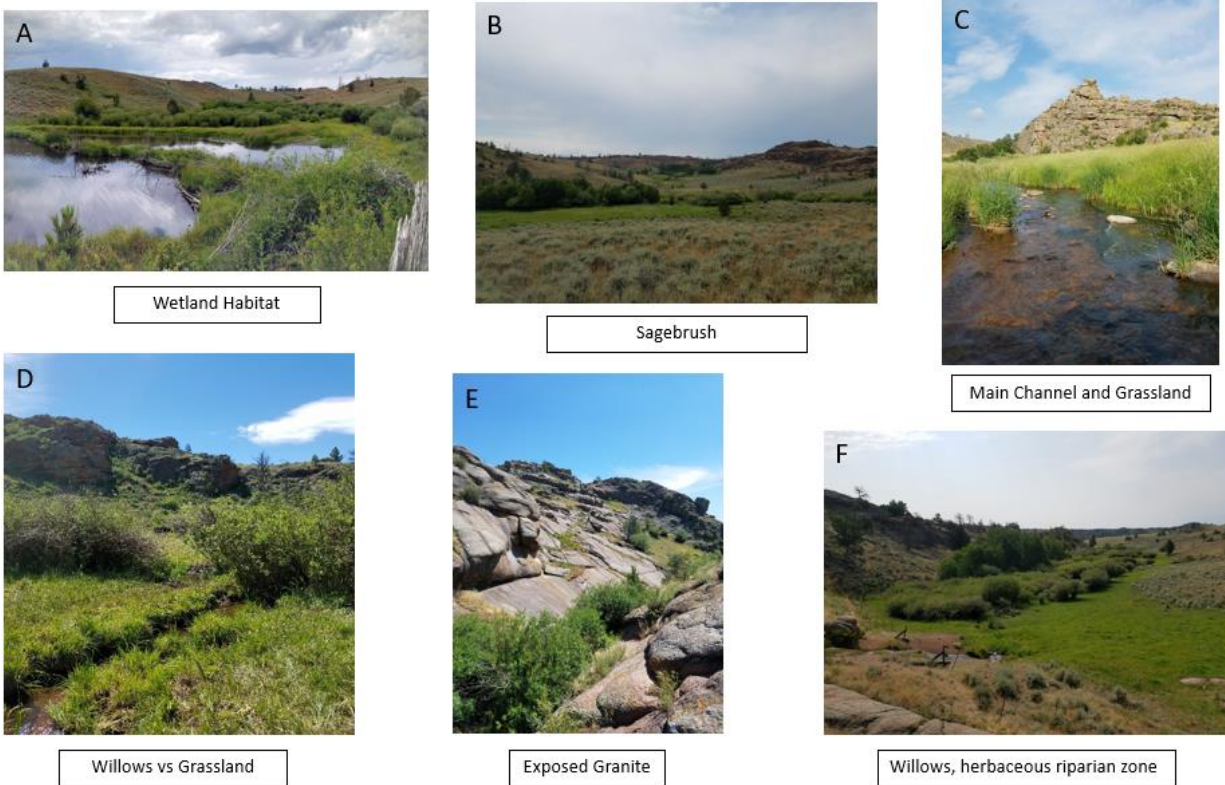 A
B
C
Wetland Habitat
Sagebrush
Main Channel and Grassland
D
E
F
Willows vs Grassland
Exposed Granite
Willows, herbaceous riparian zone